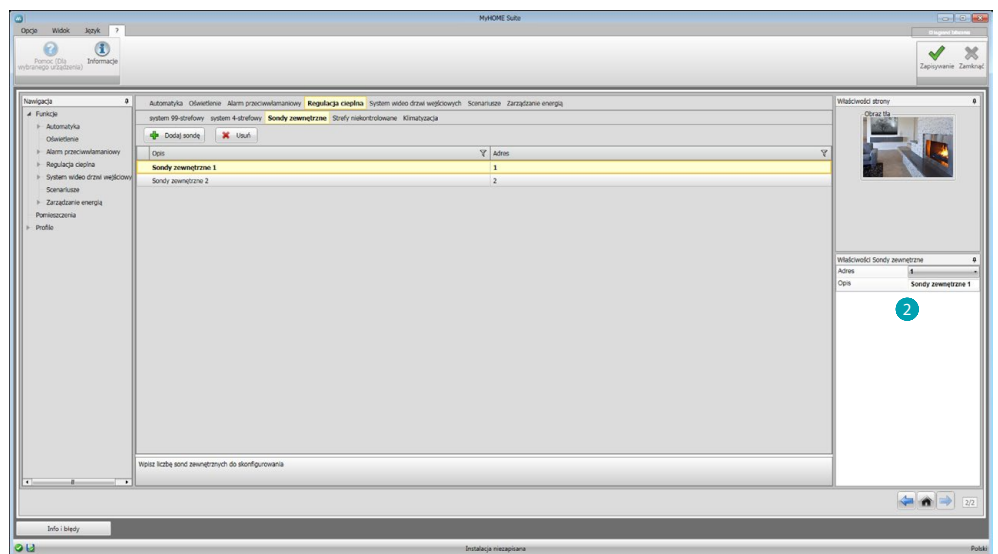 MyHOME Suite
Opcje Widok Język ?
Pomoc (Dla wybranego urządzenia) Informacje
Zapisywanie Zamknąć
Nawigacja
Funkcje
Automatyka
Oświetlenie
Alarm przeciwwłamaniowy
Regulacja cieplna
System wideo drzwi wejściowy
Scenariusze
Zarządzanie energią
Pomieszczenia
Profile
Automatyka Oświetlenie Alarm przeciwwłamaniowy Regulacja cieplna System wideo drzwi wejściowych Scenariusze Zarządzanie energią
system 99-strefowy system 4-strefowy Sondy zewnętrzne Strefy niekontrolowane Klimatyzacja
Dodaj sondę Usuń
Opis Adres
Sondy zewnętrzne 1 1
Sondy zewnętrzne 2 2
Wpisz liczbę sond zewnętrznych do skonfigurowania
Właściwości strony
Obraz tła
Właściwości Sondy zewnętrzne
Adres 1
Opis Sondy zewnętrzne 1
2
2/2
Info i błędy
Instalacja niezapisana
Polski